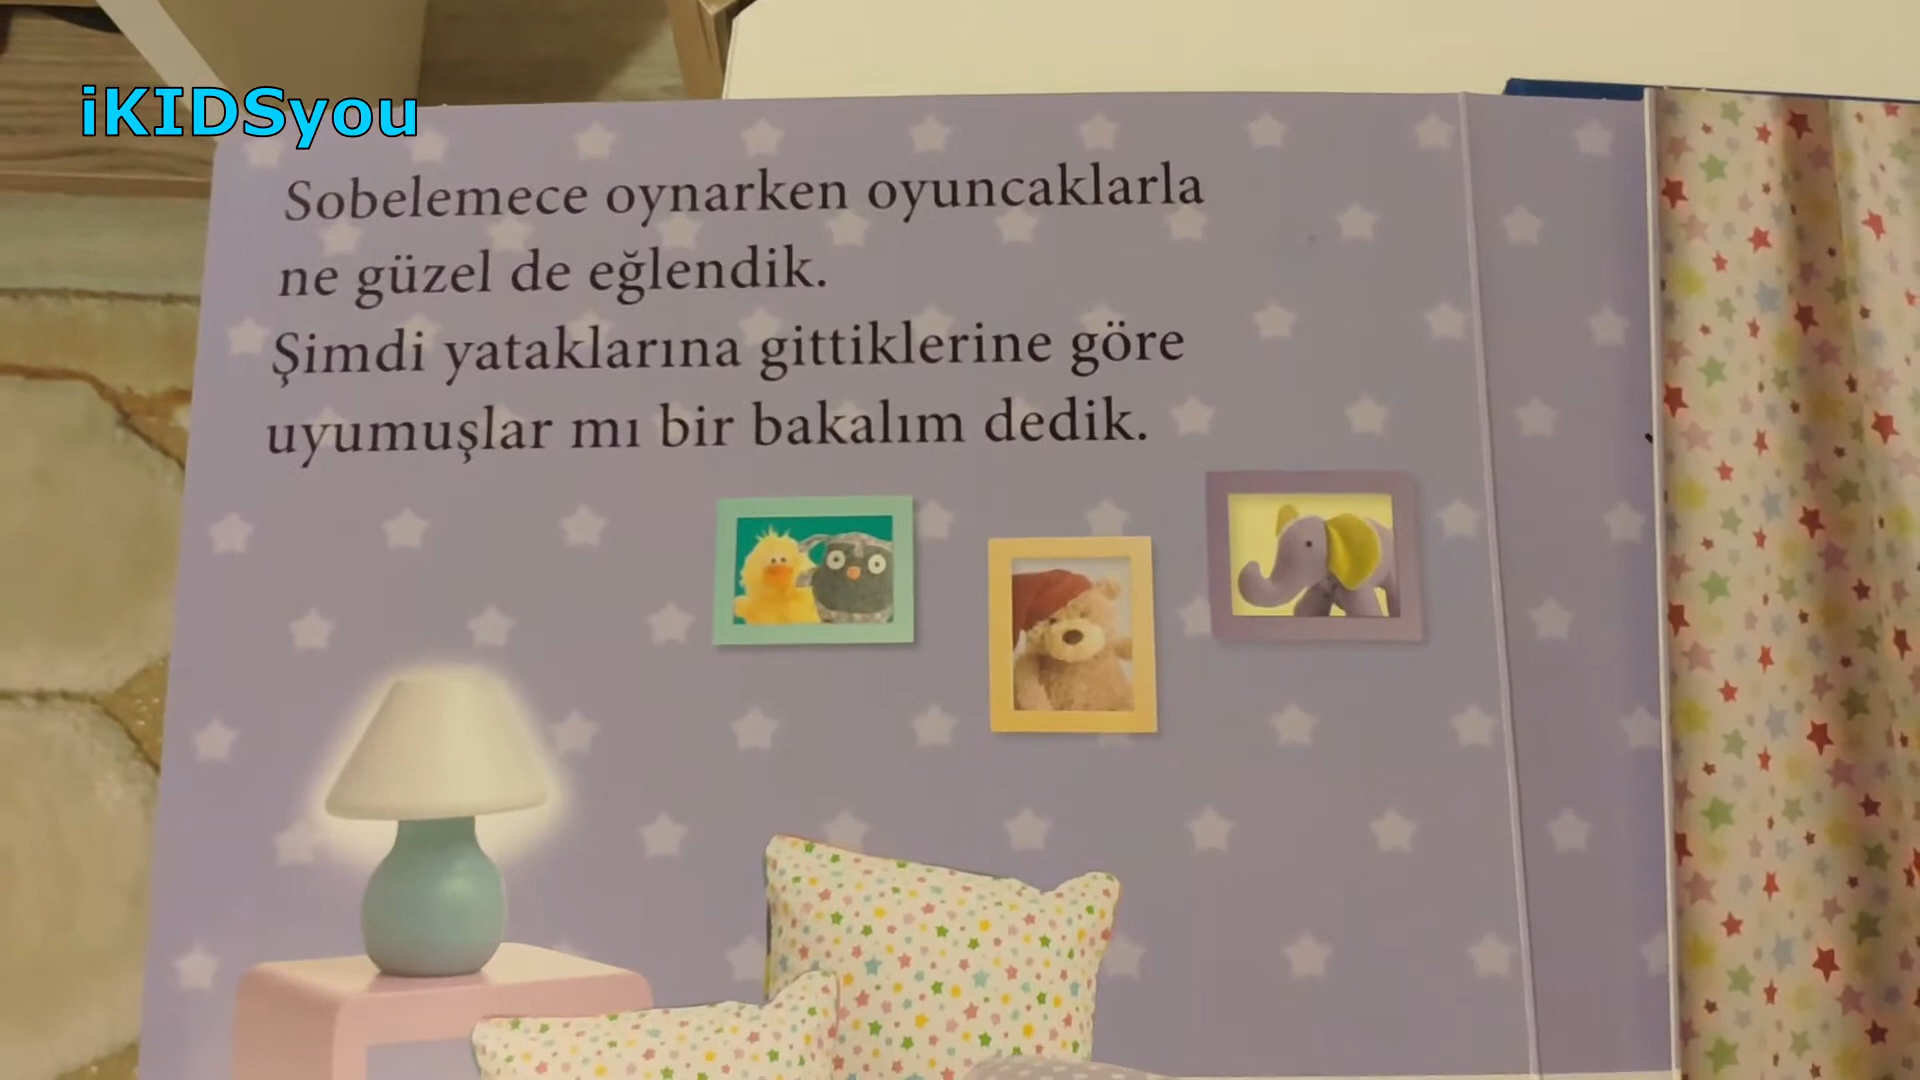 iKIDSyou
Sobelemece oynarken oyuncaklarla
ne güzel de eğlendik.
Şimdi yataklarına gittiklerine göre
uyumuşlar mı bir bakalım dedik.